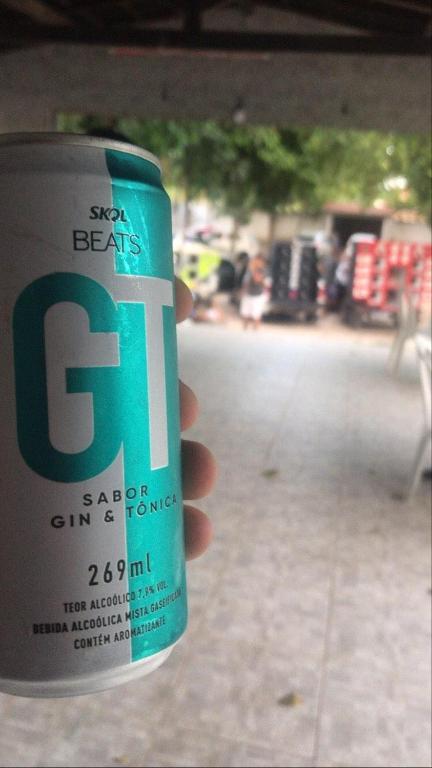 SKOL
BEATS
GT
SABOR
GIN & TÔNICA
269ml
TEOR ALCOÓLICO 7,9% VOL.
BEBIDA ALCOÓLICA MISTA GASEIFICADA
CONTÉM AROMATIZANTE